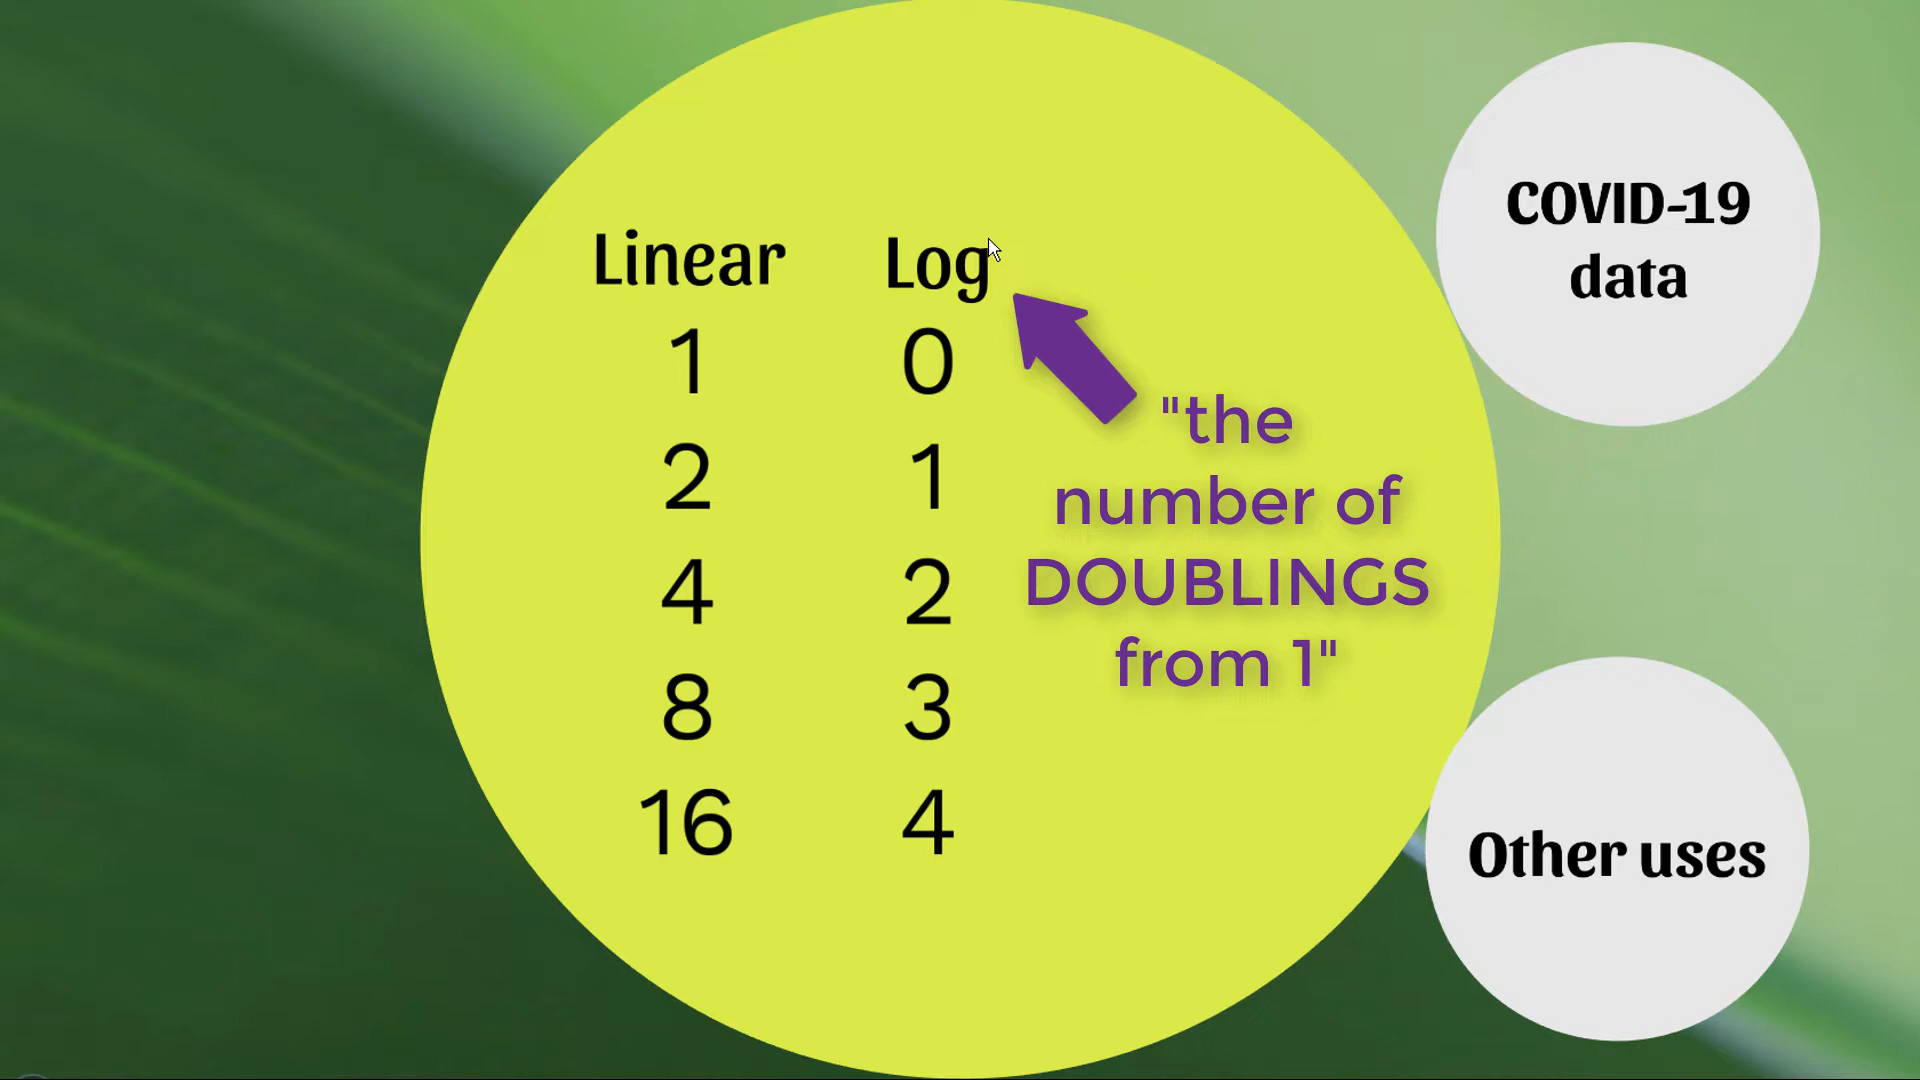 Linear Log
1 0
2 1
4 2
8 3
16 4
"the
number of
DOUBLINGS
from 1"
COVID-19
data
Other uses